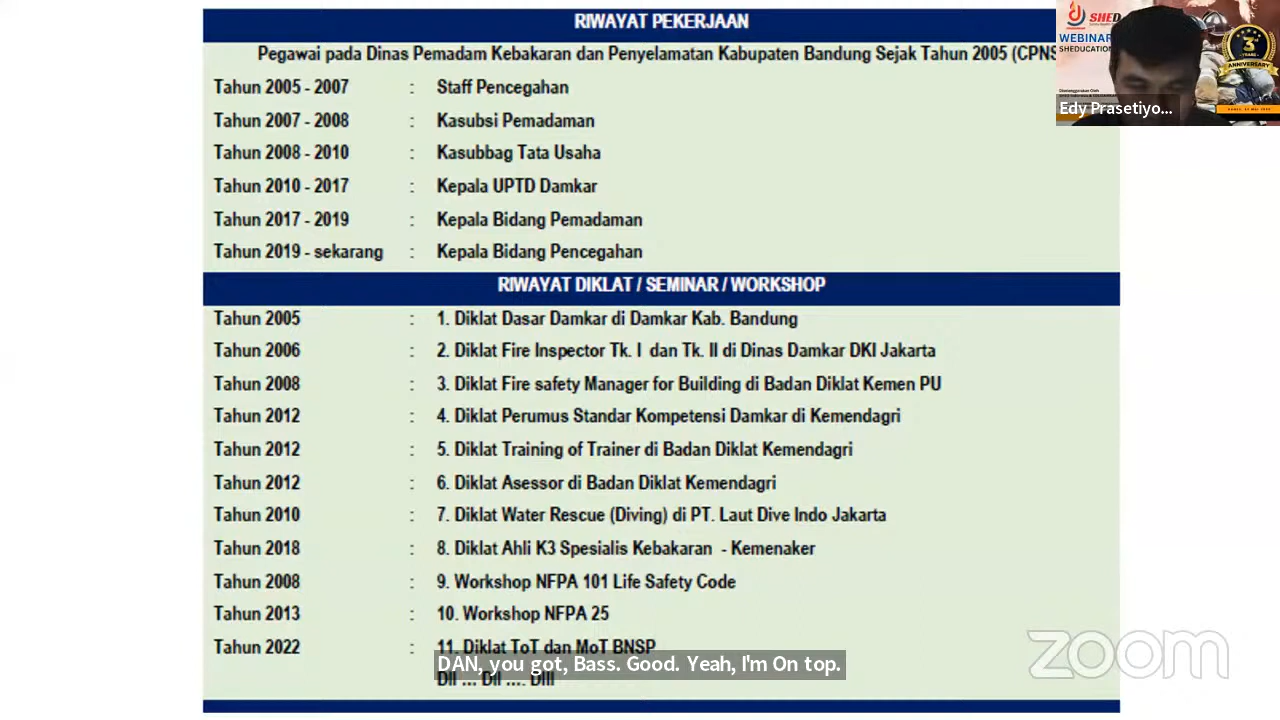 RIWAYAT PEKERJAAN
Pegawai pada Dinas Pemadam Kebakaran dan Penyelamatan Kabupaten Bandung Sejak Tahun 2005 (CPNS
Tahun 2005 - 2007 : Staff Pencegahan
Tahun 2007 - 2008 : Kasubsi Pemadaman
Tahun 2008 - 2010 : Kasubbag Tata Usaha
Tahun 2010 - 2017 : Kepala UPTD Damkar
Tahun 2017 - 2019 : Kepala Bidang Pemadaman
Tahun 2019 - sekarang : Kepala Bidang Pencegahan
RIWAYAT DIKLAT / SEMINAR / WORKSHOP
Tahun 2005 : 1. Diklat Dasar Damkar di Damkar Kab. Bandung
Tahun 2006 : 2. Diklat Fire Inspector Tk. I dan Tk. II di Dinas Damkar DKI Jakarta
Tahun 2008 : 3. Diklat Fire safety Manager for Building di Badan Diklat Kemen PU
Tahun 2012 : 4. Diklat Perumus Standar Kompetensi Damkar di Kemendagri
Tahun 2012 : 5. Diklat Training of Trainer di Badan Diklat Kemendagri
Tahun 2012 : 6. Diklat Asessor di Badan Diklat Kemendagri
Tahun 2010 : 7. Diklat Water Rescue (Diving) di PT. Laut Dive Indo Jakarta
Tahun 2018 : 8. Diklat Ahli K3 Spesialis Kebakaran - Kemenaker
Tahun 2008 : 9. Workshop NFPA 101 Life Safety Code
Tahun 2013 : 10. Workshop NFPA 25
Tahun 2022 : 11. Diklat ToT dan MoT BNSP
DAN, you got, Bass. Good. Yeah, I'm On top.
Dll ... Dll .... Dlll
SHED
WEBINAR
SHEDUCATION
3rd
ANNIVERSARY
Edy Prasetiyo...
zoom